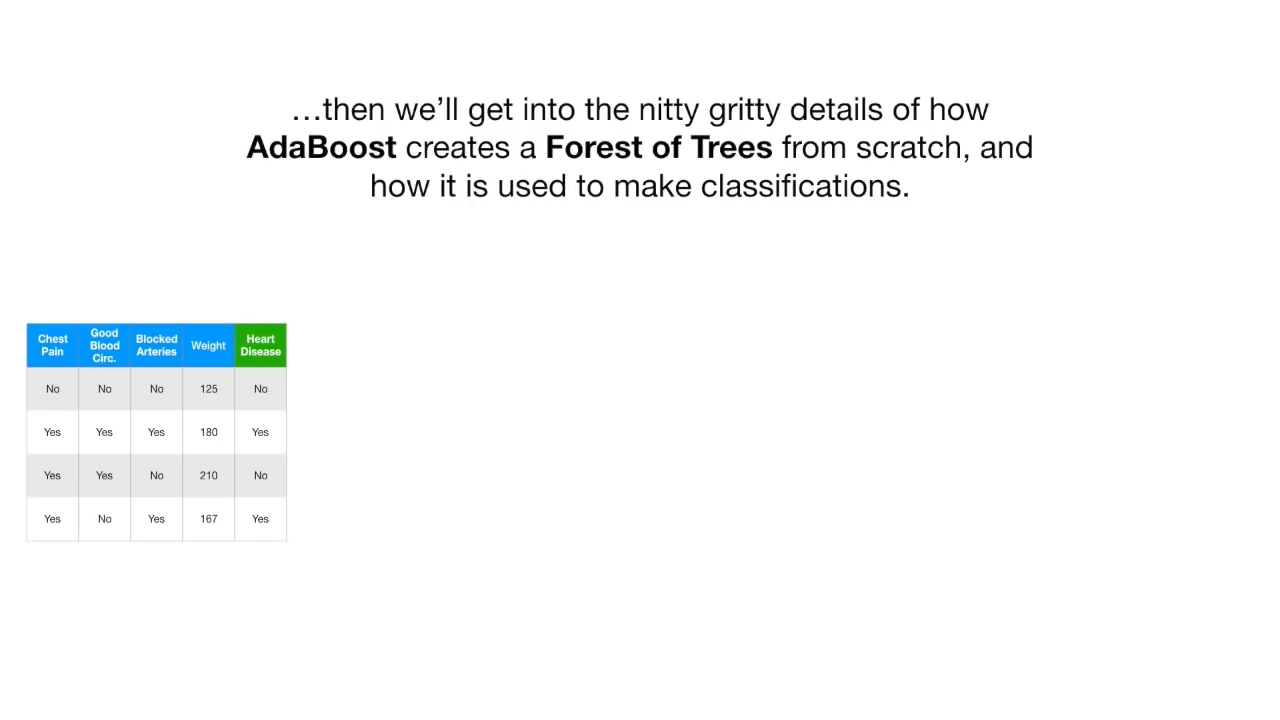 …then we’ll get into the nitty gritty details of how
AdaBoost creates a Forest of Trees from scratch, and
how it is used to make classifications.
Chest Pain Good Blood Circ. Blocked Arteries Weight Heart Disease
No No No 125 No
Yes Yes Yes 180 Yes
Yes Yes No 210 No
Yes No Yes 167 Yes